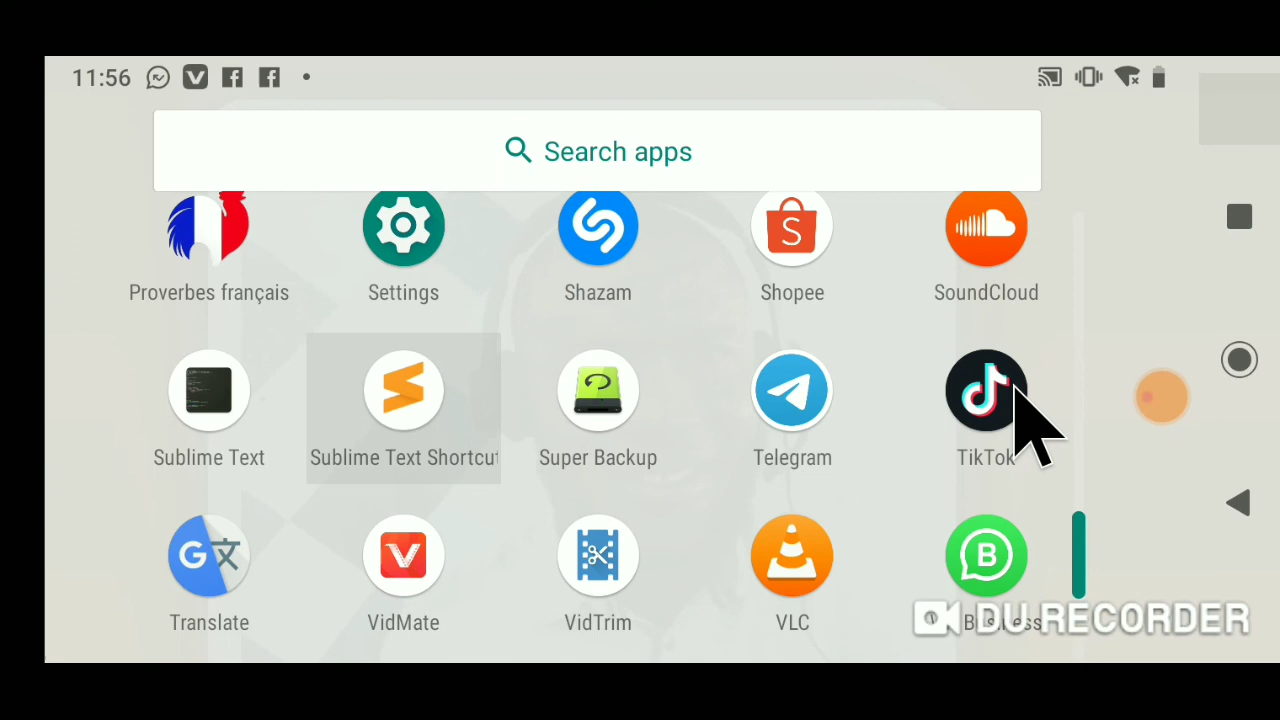 11:56
Search apps
Proverbes français
Settings
Shazam
Shopee
SoundCloud
Sublime Text
Sublime Text Shortcut
Super Backup
Telegram
TikTok
Translate
VidMate
VidTrim
VLC
Business
DU RECORDER